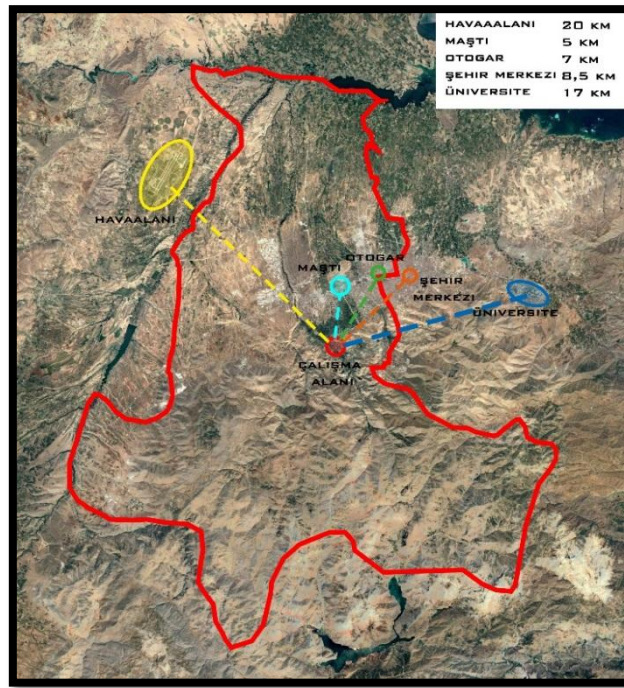 HAVAAALANI 20 KM
MAŞTI 5 KM
OTOGAR 7 KM
ŞEHIR MERKEZI 8,5 KM
ÜNIVERSITE 17 KM
HAVAALANI
OTOGAR
MAŞTI
ŞEHIR
MERKEZI
ÜNIVERSITE
ÇALIŞMA
ALANI